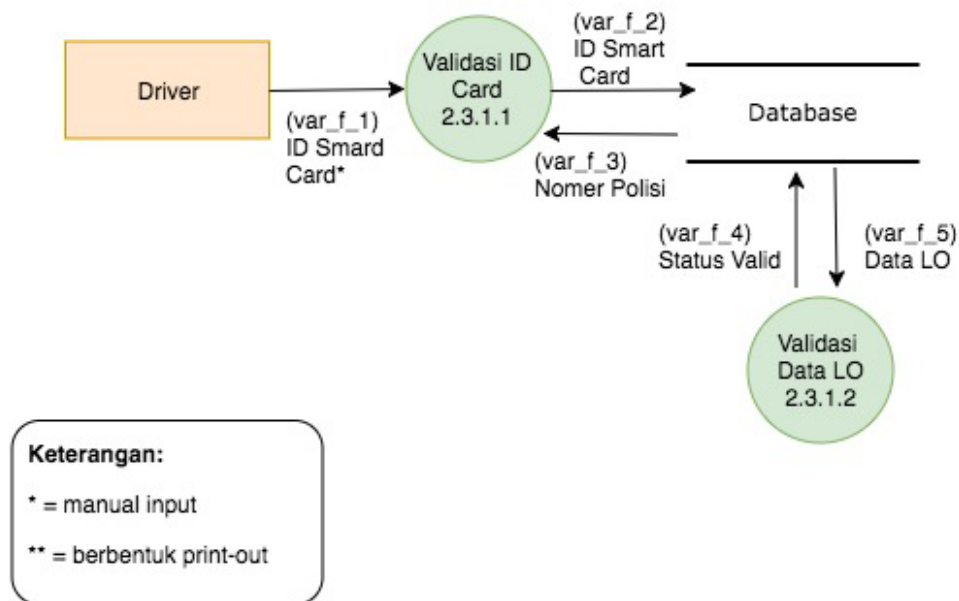 Driver
(var_f_1)
ID Smard
Card*
Validasi ID
Card
2.3.1.1
(var_f_2)
ID Smart
Card
(var_f_3)
Nomer Polisi
Database
(var_f_4)
Status Valid
(var_f_5)
Data LO
Validasi
Data LO
2.3.1.2
Keterangan:
* = manual input
** = berbentuk print-out